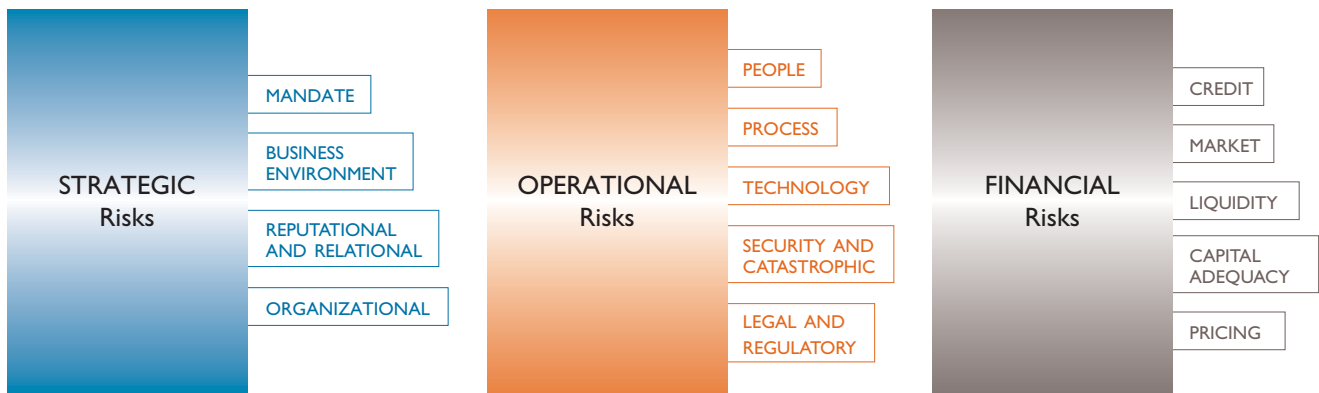 STRATEGIC
Risks
MANDATE
BUSINESS
ENVIRONMENT
REPUTATIONAL
AND RELATIONAL
ORGANIZATIONAL
OPERATIONAL
Risks
PEOPLE
PROCESS
TECHNOLOGY
SECURITY AND
CATASTROPHIC
LEGAL AND
REGULATORY
FINANCIAL
Risks
CREDIT
MARKET
LIQUIDITY
CAPITAL
ADEQUACY
PRICING